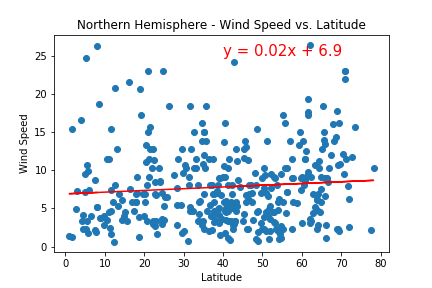 Northern Hemisphere - Wind Speed vs. Latitude
y = 0.02x + 6.9
25
20
15
10
5
0
Wind Speed
0 10 20 30 40 50 60 70 80
Latitude